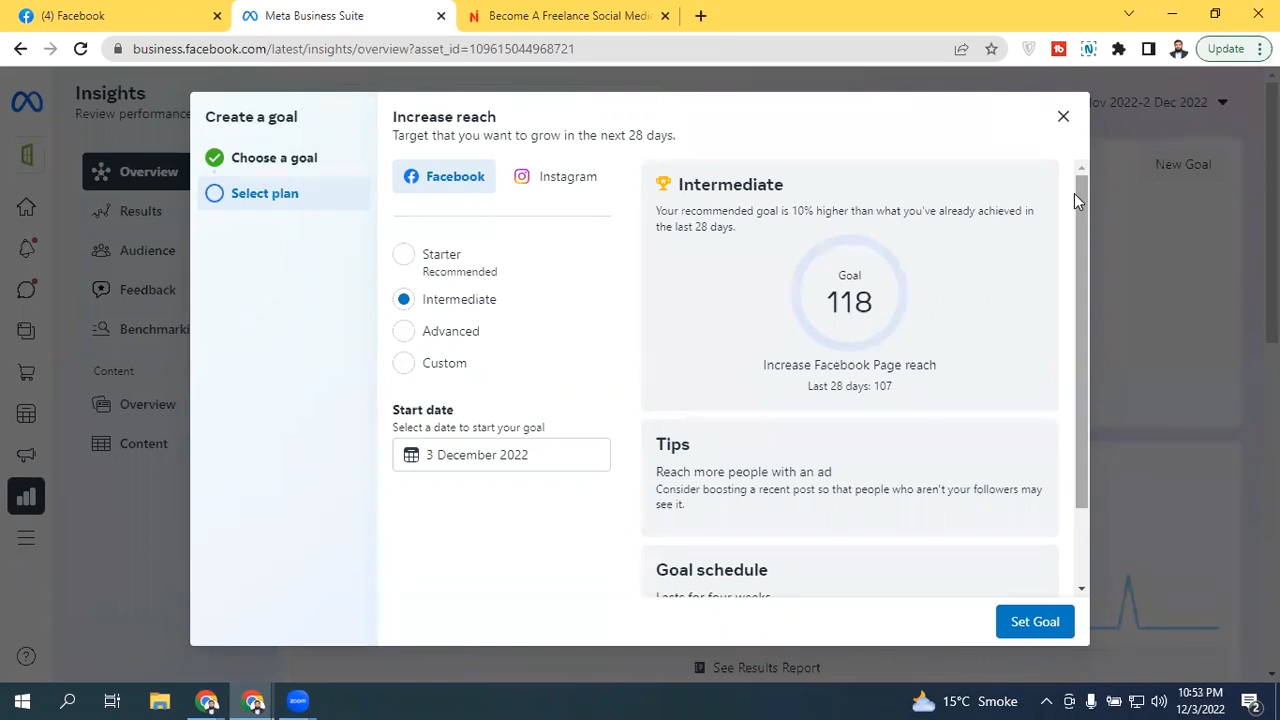 (4) Facebook
Meta Business Suite
Become A Freelance Social Medi
Update
business.facebook.com/latest/insights/overview?asset_id=109615044968721
Insights
Review performance
ov 2022-2 Dec 2022
New Goal
Overview
Results
Audience
Feedback
Benchmarki
Content
Overview
Content
Create a goal
Choose a goal
Select plan
Increase reach
Target that you want to grow in the next 28 days.
Facebook
Instagram
Starter
Recommended
Intermediate
Advanced
Custom
Start date
Select a date to start your goal
3 December 2022
Intermediate
Your recommended goal is 10% higher than what you've already achieved in
the last 28 days.
Goal
118
Increase Facebook Page reach
Last 28 days: 107
Tips
Reach more people with an ad
Consider boosting a recent post so that people who aren't your followers may
see it.
Goal schedule
Lasts for four weeks
Set Goal
See Results Report
zoom
15°C Smoke
10:53 PM
12/3/2022
2